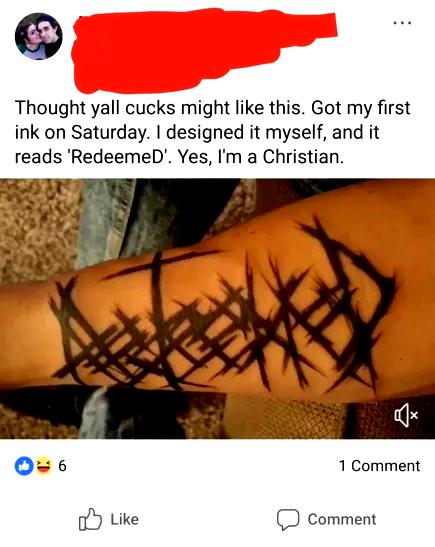 Thought yall cucks might like this. Got my first
ink on Saturday. I designed it myself, and it
reads 'RedeemeD'. Yes, I'm a Christian.
6
1 Comment
Like
Comment